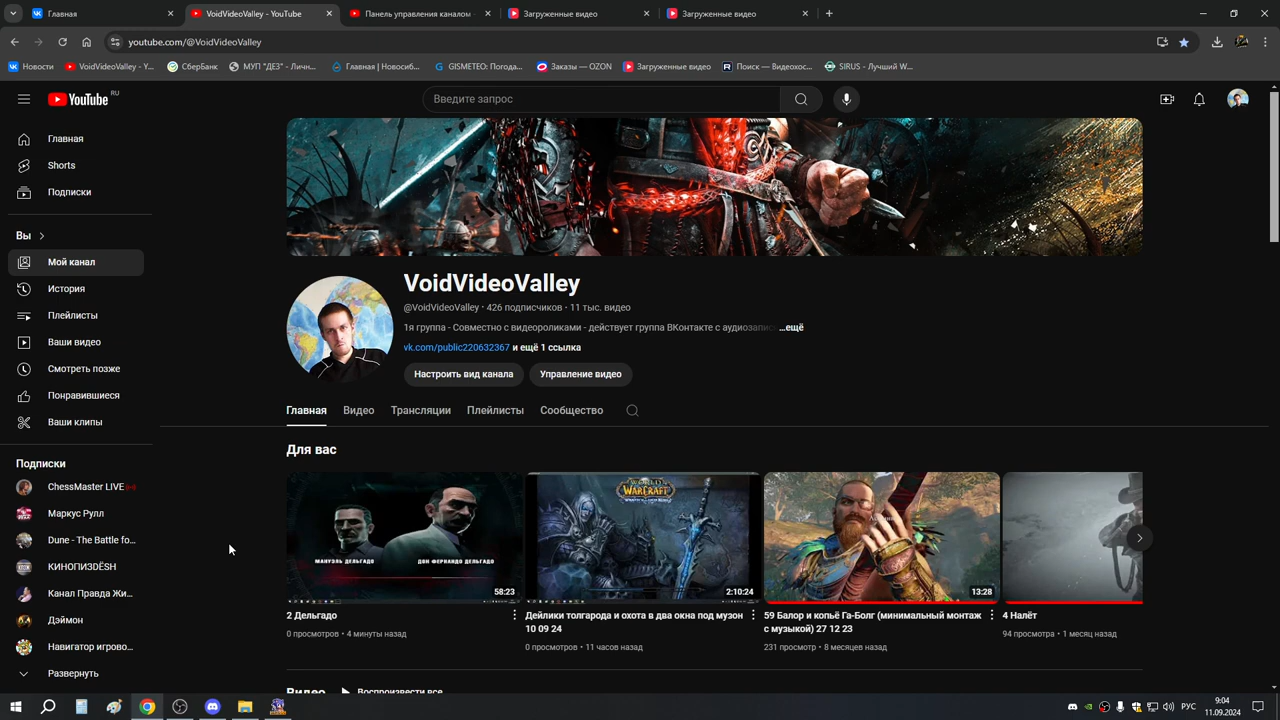 Главная
VoidVideoValley - YouTube
Панель управления каналом
Загруженные видео
Загруженные видео
youtube.com/@VoidVideoValley
Новости
VoidVideoValley - Y...
СберБанк
МУП "ДЕЗ" - Личн...
Главная | Новосиб...
GISMETEO: Погода...
Заказы — OZON
Загруженные видео
Поиск — Видеохос...
SIRUS - Лучший W...
YouTube RU
Введите запрос
Главная
Shorts
Подписки
Вы
Мой канал
История
Плейлисты
Ваши видео
Смотреть позже
Понравившиеся
Ваши клипы
Подписки
ChessMaster LIVE
Маркус Рулл
Dune - The Battle fo...
КИНОПИЗDЕSH
Канал Правда Жи...
Дэймон
Навигатор игрово...
Развернуть
VoidVideoValley
@VoidVideoValley • 426 подписчиков • 11 тыс. видео
1я группа - Совместно с видеороликами - действует группа ВКонтакте с аудиозапис ...ещё
vk.com/public220632367 и ещё 1 ссылка
Настроить вид канала
Управление видео
Главная
Видео
Трансляции
Плейлисты
Сообщество
Для вас
МАНУЭЛЬ ДЕЛЬГАДО
ДОН ФЕРНАНДО ДЕЛЬГАДО
58:23
2 Дельгадо
0 просмотров • 4 минуты назад
WORLD
WARCRAFT
2:10:24
Дейлики толгарода и охота в два окна под музон
10 09 24
0 просмотров • 11 часов назад
13:28
59 Балор и копьё Га-Болг (минимальный монтаж
с музыкой) 27 12 23
231 просмотр • 8 месяцев назад
4 Налёт
94 просмотра • 1 месяц назад
Видео
Воспроизвести все
РУС
9:04
11.09.2024